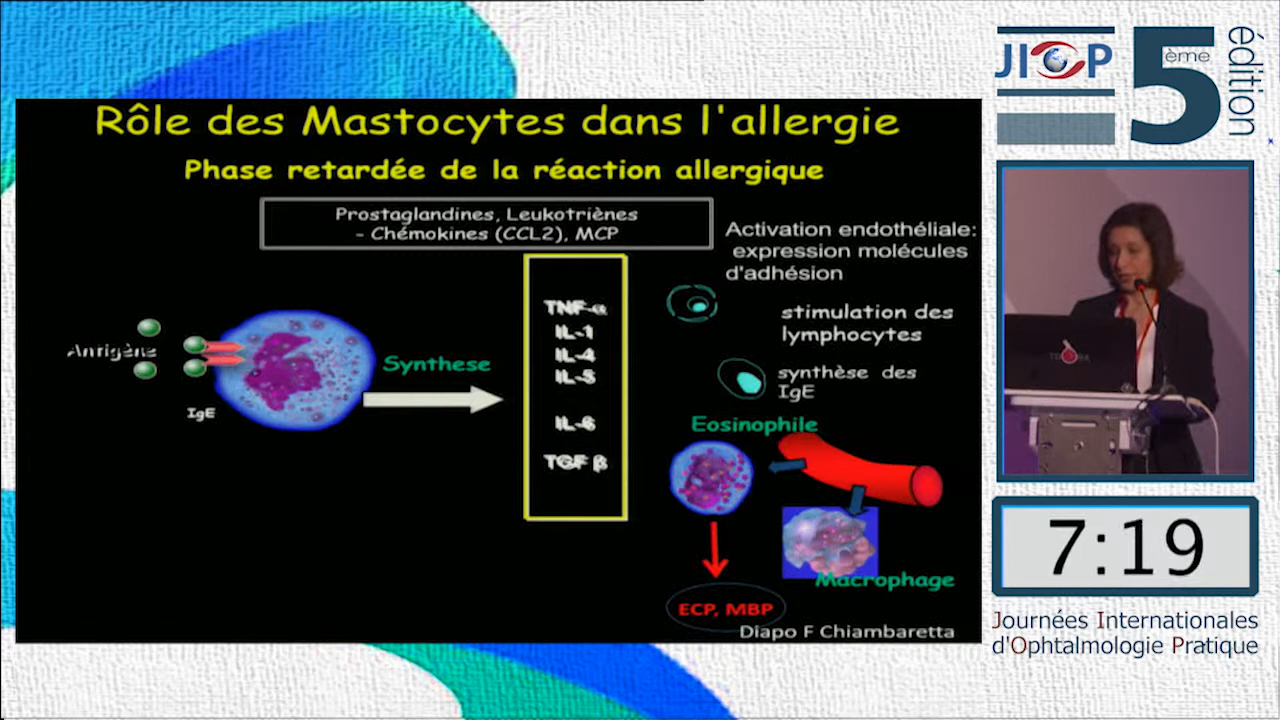 Rôle des Mastocytes dans l'allergie
Phase retardée de la réaction allergique
Prostaglandines, Leukotriènes
- Chémokines (CCL2), MCP
Activation endothéliale:
expression molécules
d'adhésion
TNF-α
IL-1
IL-4
IL-5
IL-6
TGF β
Antigène
IgE
Synthese
stimulation des
lymphocytes
synthèse des
IgE
Eosinophile
Macrophage
ECP, MBP
Diapo F Chiambaretta
JIOP
5
ème
édition
7:19
Journées Internationales
d'Ophtalmologie Pratique